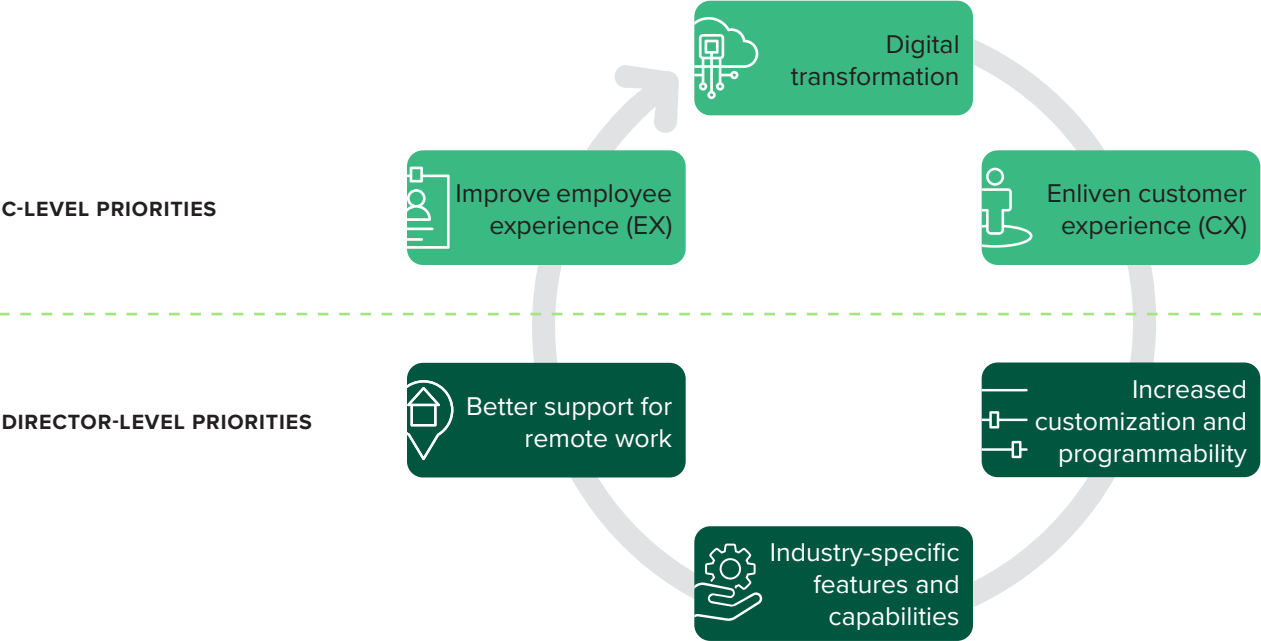 Digital
transformation
C-LEVEL PRIORITIES
Improve employee
experience (EX)
Enliven customer
experience (CX)
DIRECTOR-LEVEL PRIORITIES
Better support for
remote work
Increased
customization and
programmability
Industry-specific
features and
capabilities